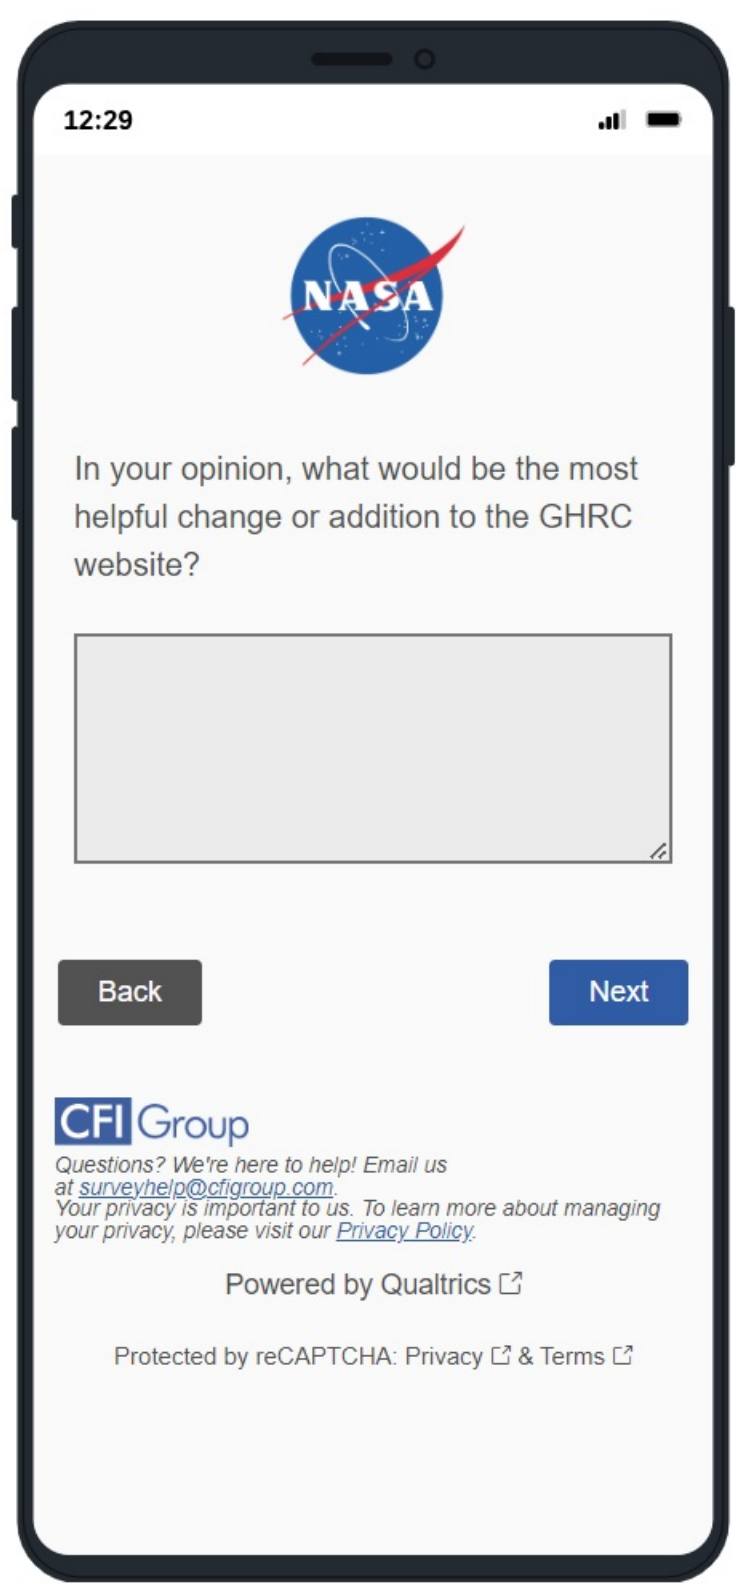 12:29
NASA
In your opinion, what would be the most
helpful change or addition to the GHRC
website?
Back
Next
CFI Group
Questions? We're here to help! Email us
at surveyhelp@cfigroup.com.
Your privacy is important to us. To learn more about managing
your privacy, please visit our Privacy Policy.
Powered by Qualtrics
Protected by reCAPTCHA: Privacy & Terms